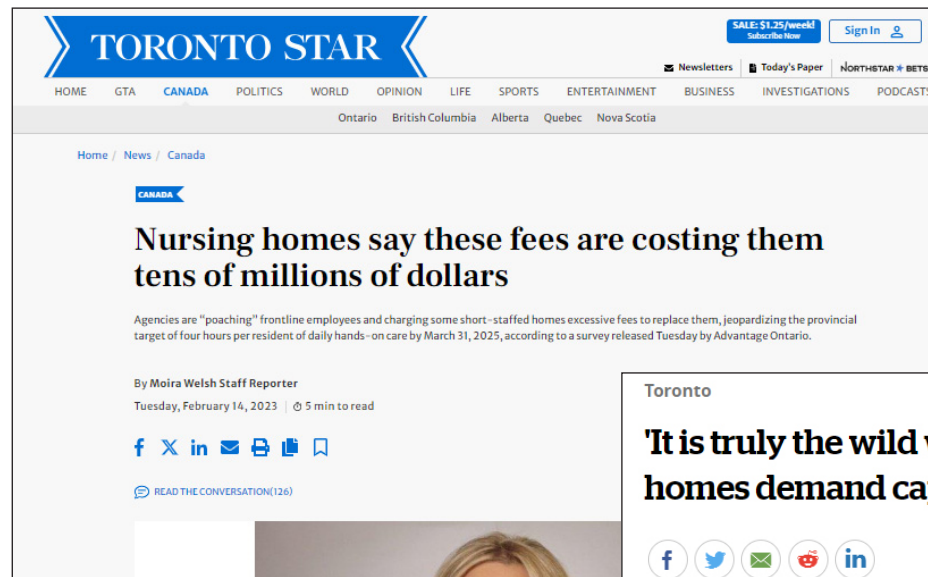 TORONTO STAR
SALE: $1.25/week!
Subscribe Now
Sign In
Newsletters
Today's Paper
NORTHSTAR BETS
HOME GTA CANADA POLITICS WORLD OPINION LIFE SPORTS ENTERTAINMENT BUSINESS INVESTIGATIONS PODCASTS
Ontario British Columbia Alberta Quebec Nova Scotia
Home / News / Canada
CANADA
Nursing homes say these fees are costing them
tens of millions of dollars
Agencies are “poaching” frontline employees and charging some short-staffed homes excessive fees to replace them, jeopardizing the provincial
target of four hours per resident of daily hands-on care by March 31, 2025, according to a survey released Tuesday by Advantage Ontario.
By Moira Welsh Staff Reporter
Tuesday, February 14, 2023 | 5 min to read
READ THE CONVERSATION(126)
Toronto
'It is truly the wild
homes demand